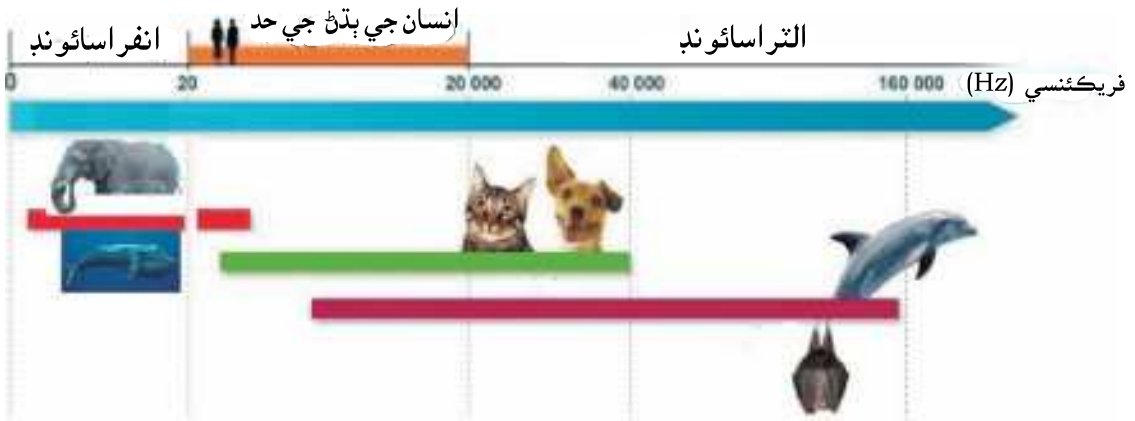 انفراسائونڊ
انسان جي ٻڌڻ جي حد
الٽراسائونڊ
0 20 20 000 40 000 160 000 فريڪئنسي (Hz)